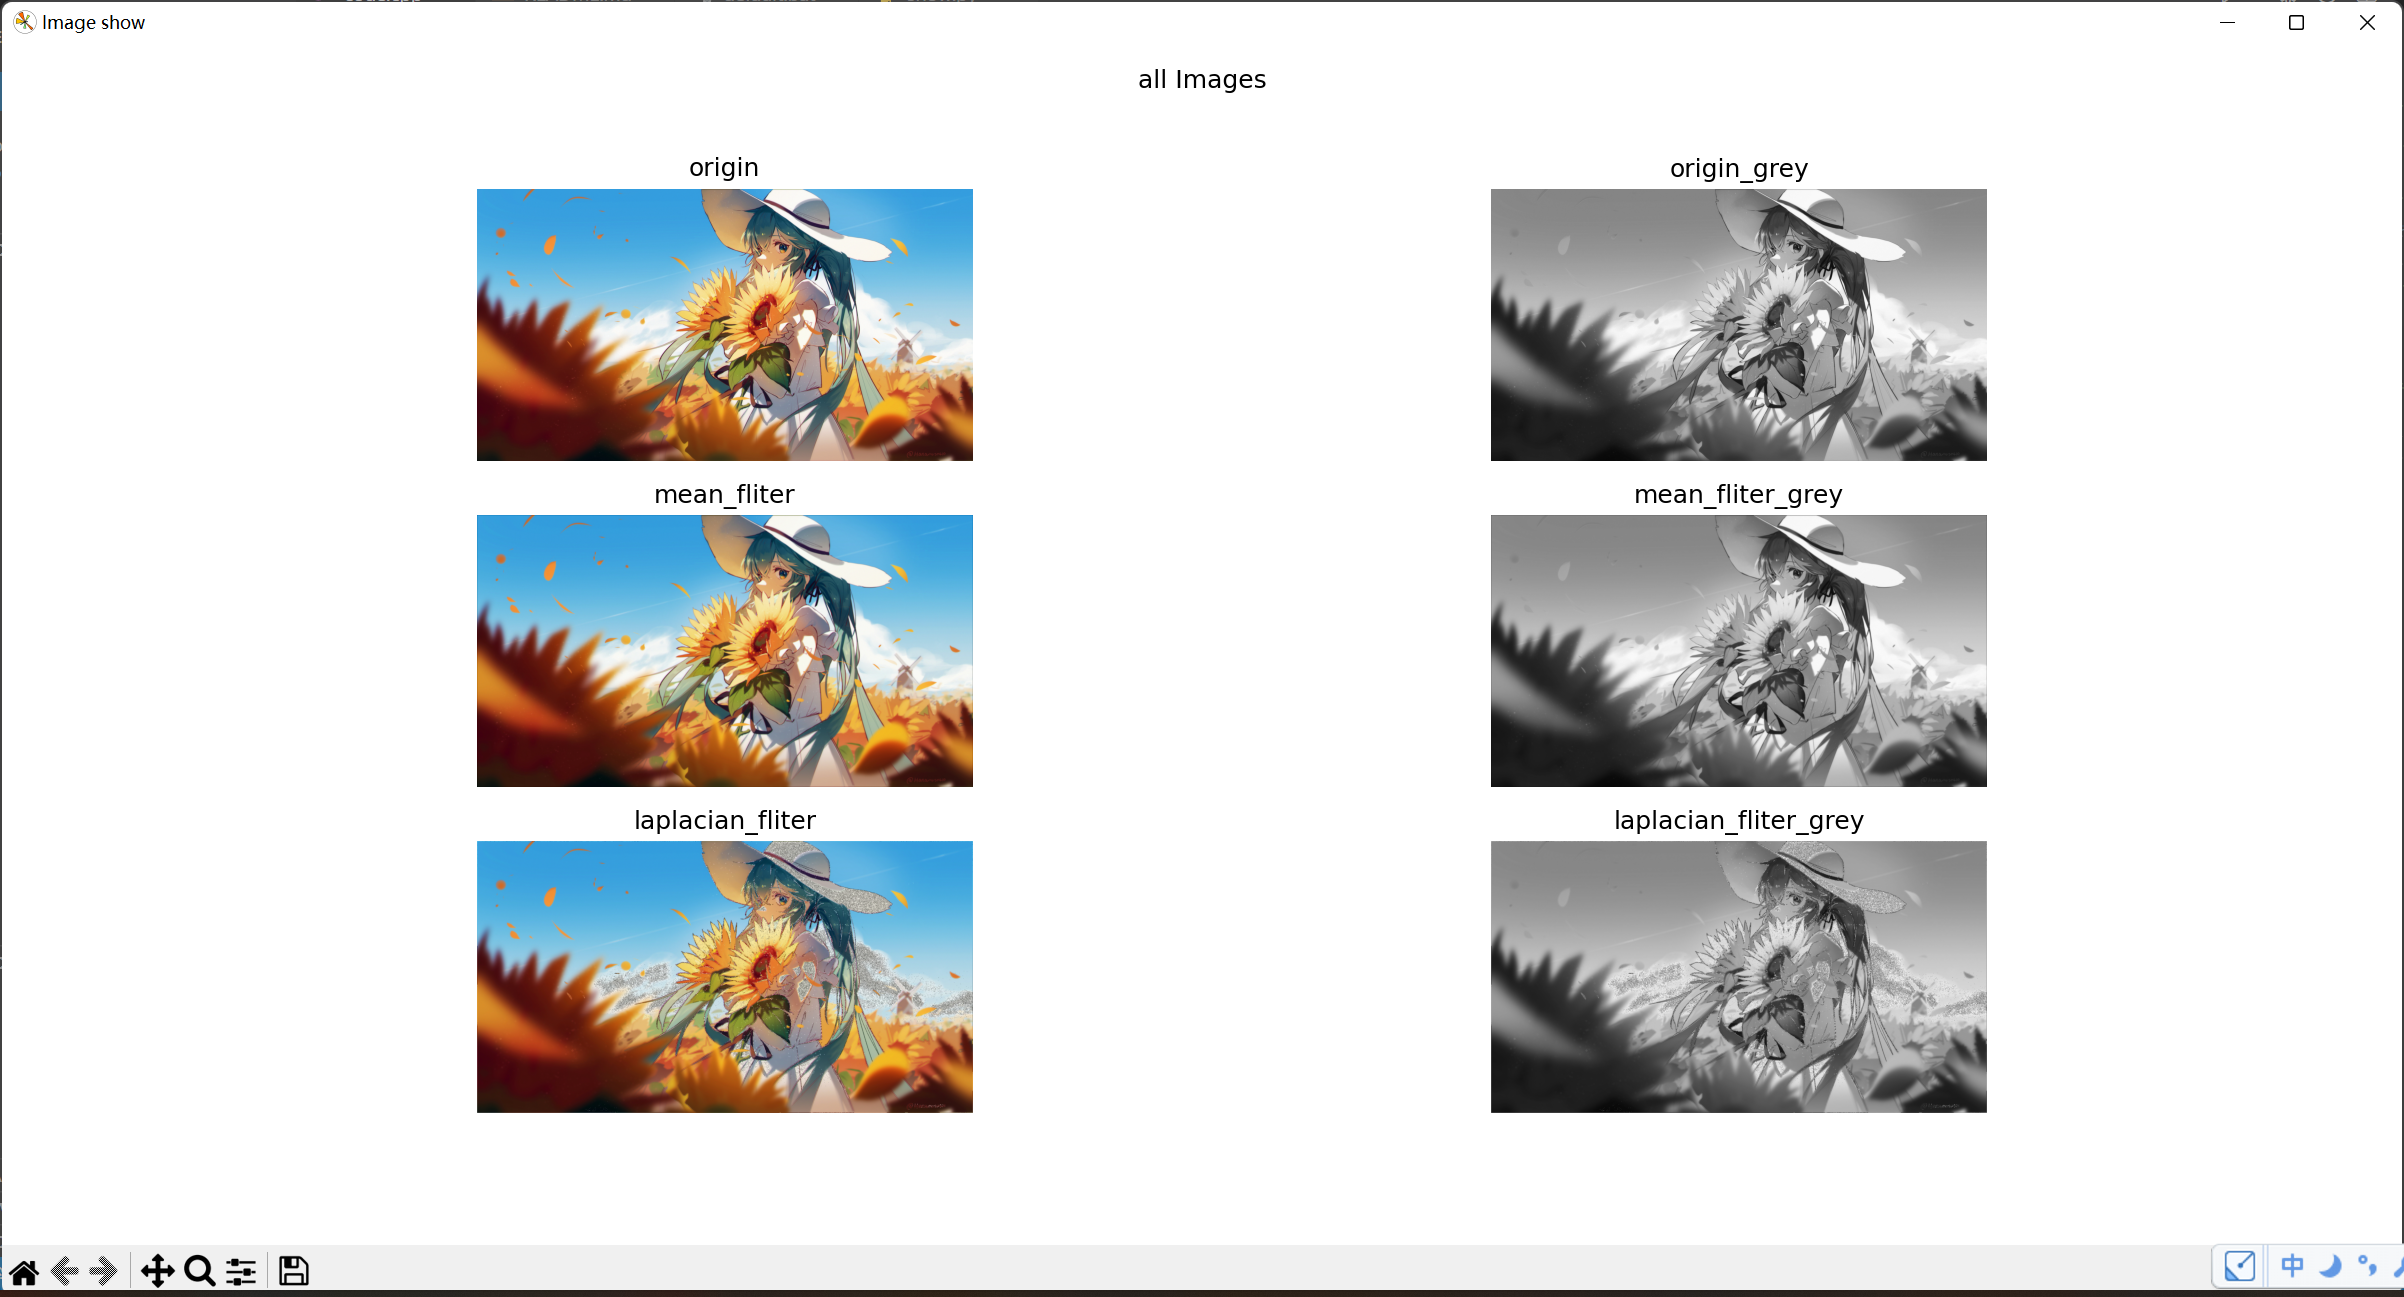 Image show
all Images
origin
origin_grey
mean_fliter
mean_fliter_grey
laplacian_fliter
laplacian_fliter_grey
中